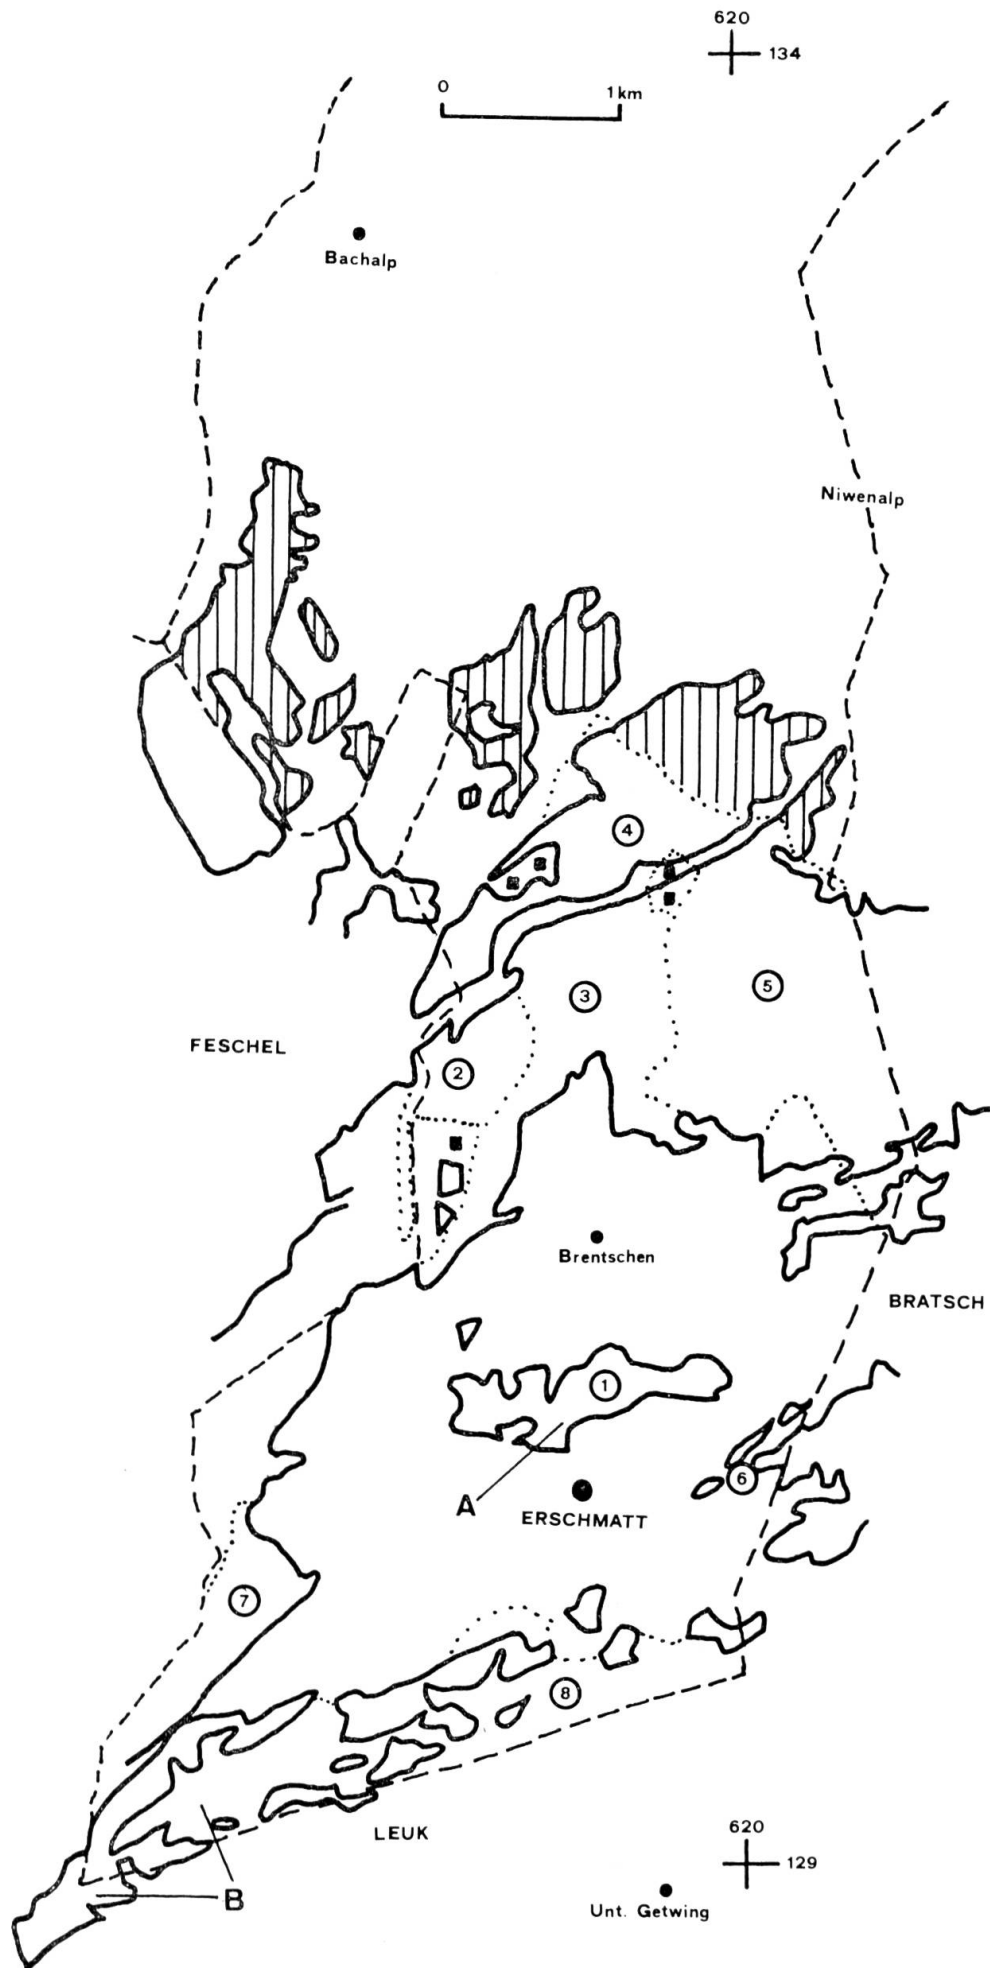 620
134
0 1km
Bachalp
Niwenalp
4
3
5
FESCHEL
2
Brentschen
BRATSCH
1
A
6
ERSCHMATT
7
8
LEUK
620
129
B
Unt. Getwing